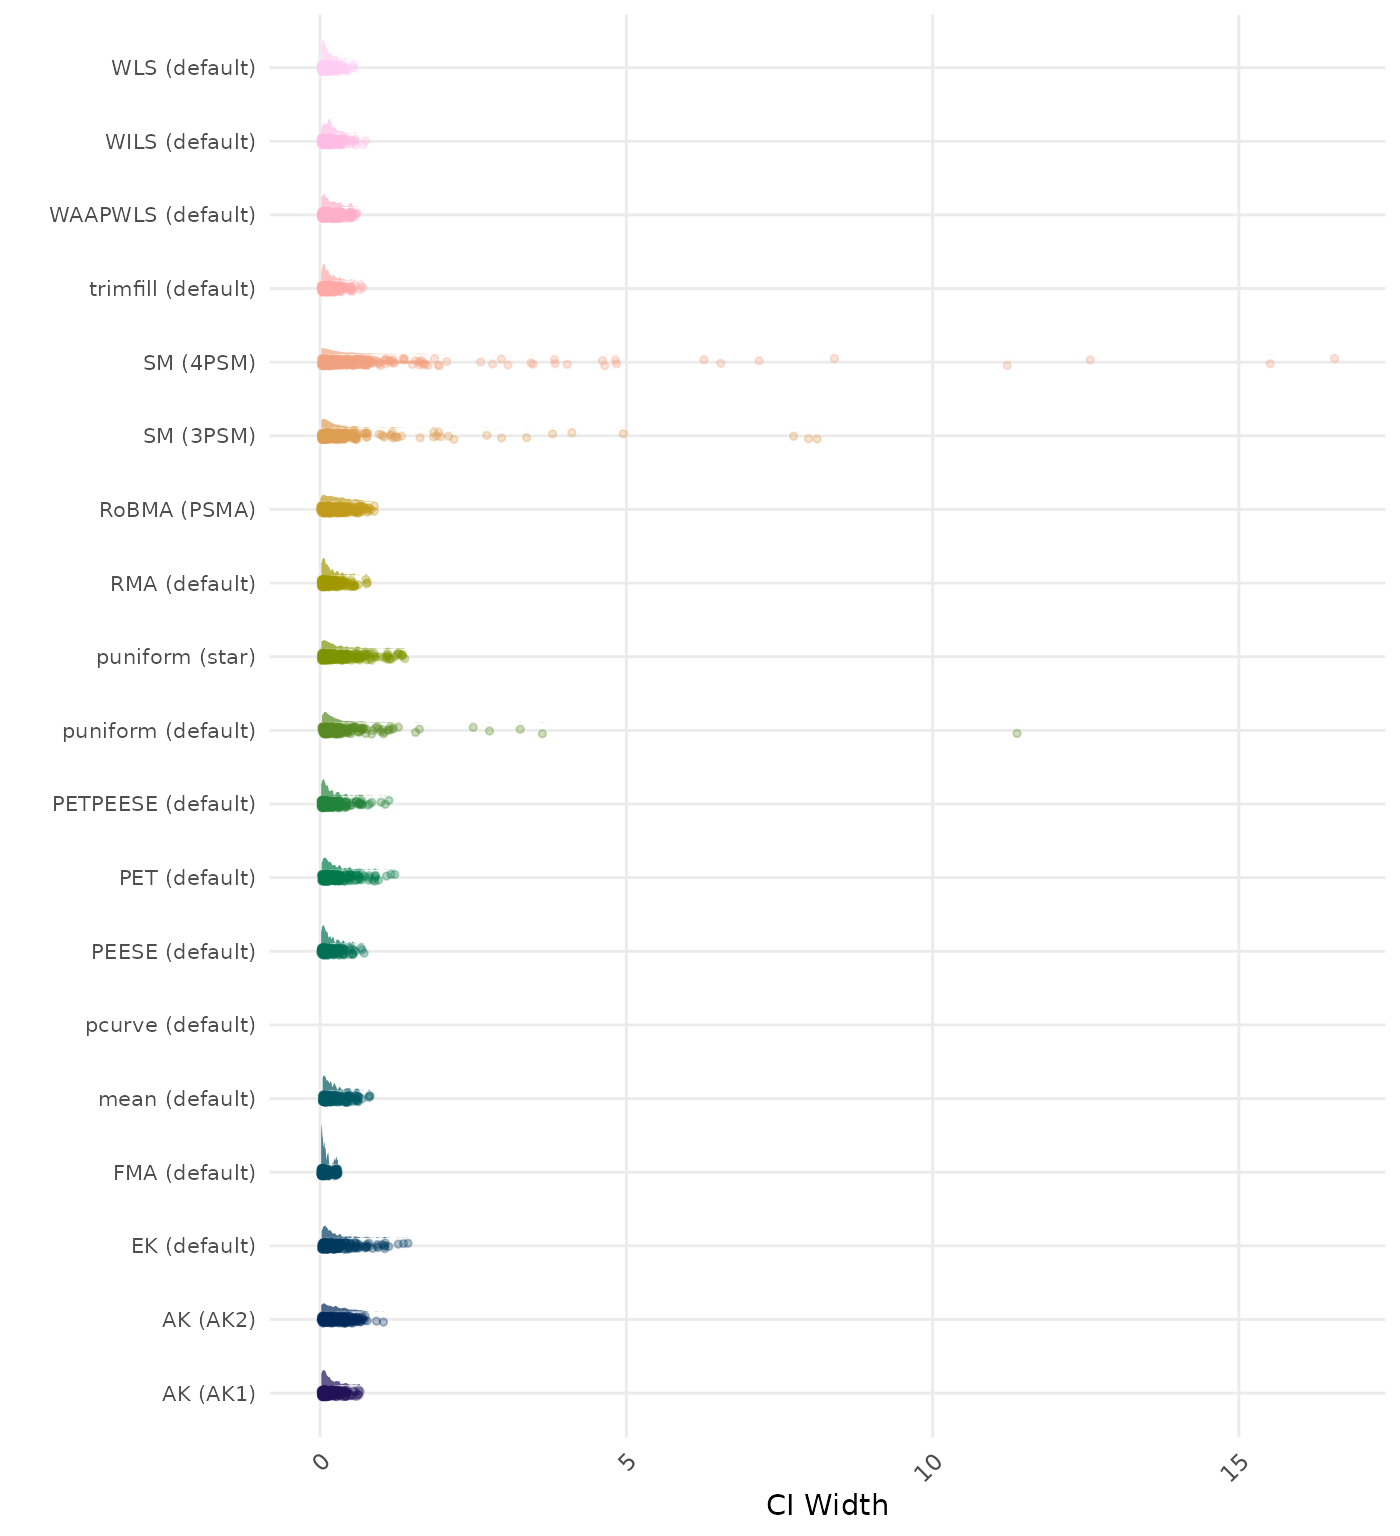 WLS (default)
WILS (default)
WAAPWLS (default)
trimfill (default)
SM (4PSM)
SM (3PSM)
RoBMA (PSMA)
RMA (default)
puniform (star)
puniform (default)
PETPEESE (default)
PET (default)
PEESE (default)
pcurve (default)
mean (default)
FMA (default)
EK (default)
AK (AK2)
AK (AK1)
0
5
10
15
CI Width